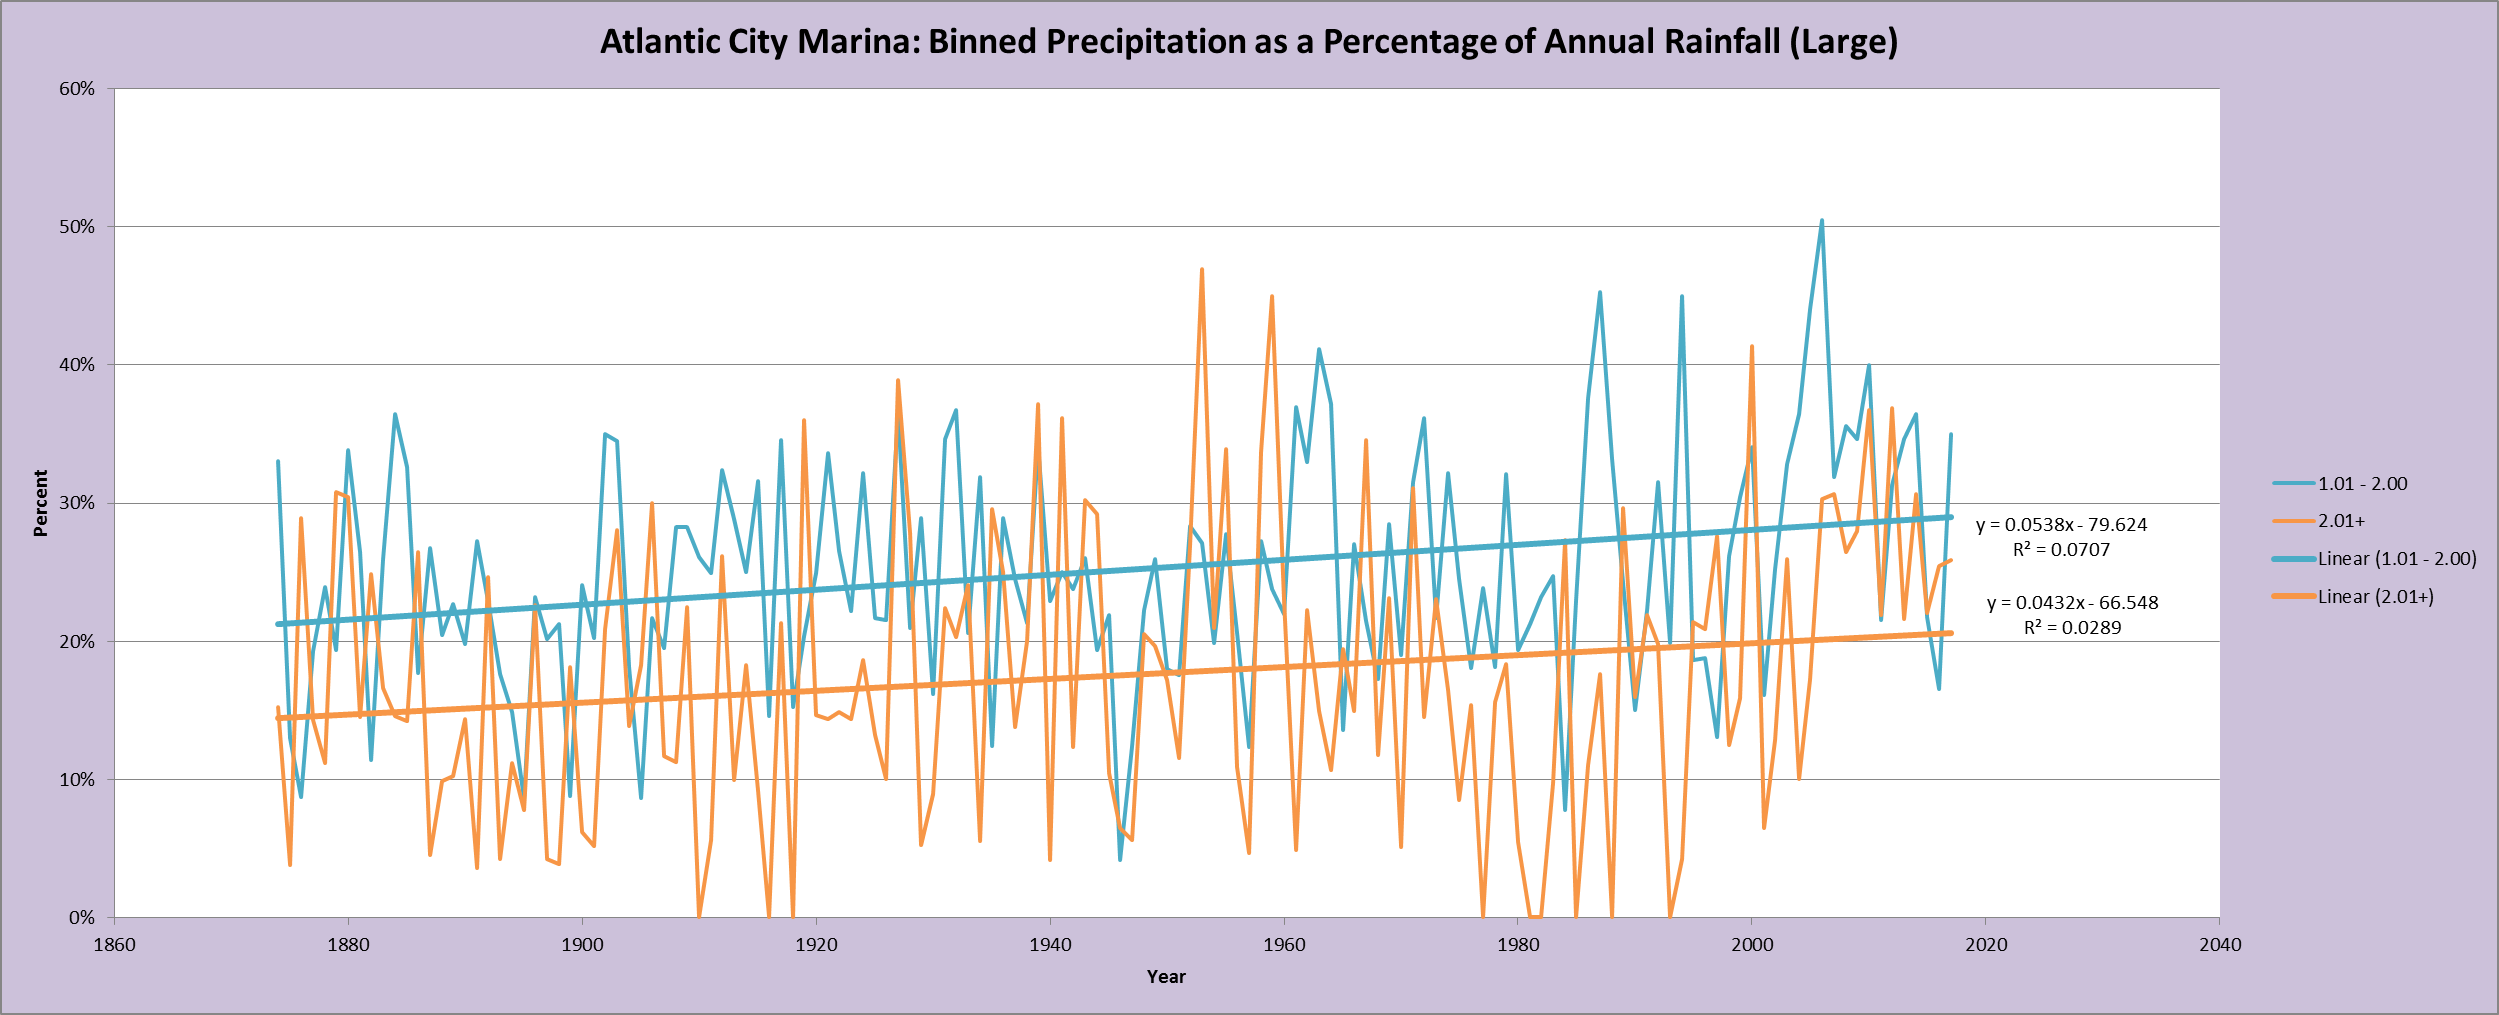 Atlantic City Marina: Binned Precipitation as a Percentage of Annual Rainfall (Large)
60%
50%
40%
30%
20%
10%
0%
Percent
1860
1880
1900
1920
1940
1960
1980
2000
2020
2040
Year
y = 0.0538x - 79.624
R² = 0.0707
y = 0.0432x - 66.548
R² = 0.0289
1.01 - 2.00
2.01+
Linear (1.01 - 2.00)
Linear (2.01+)